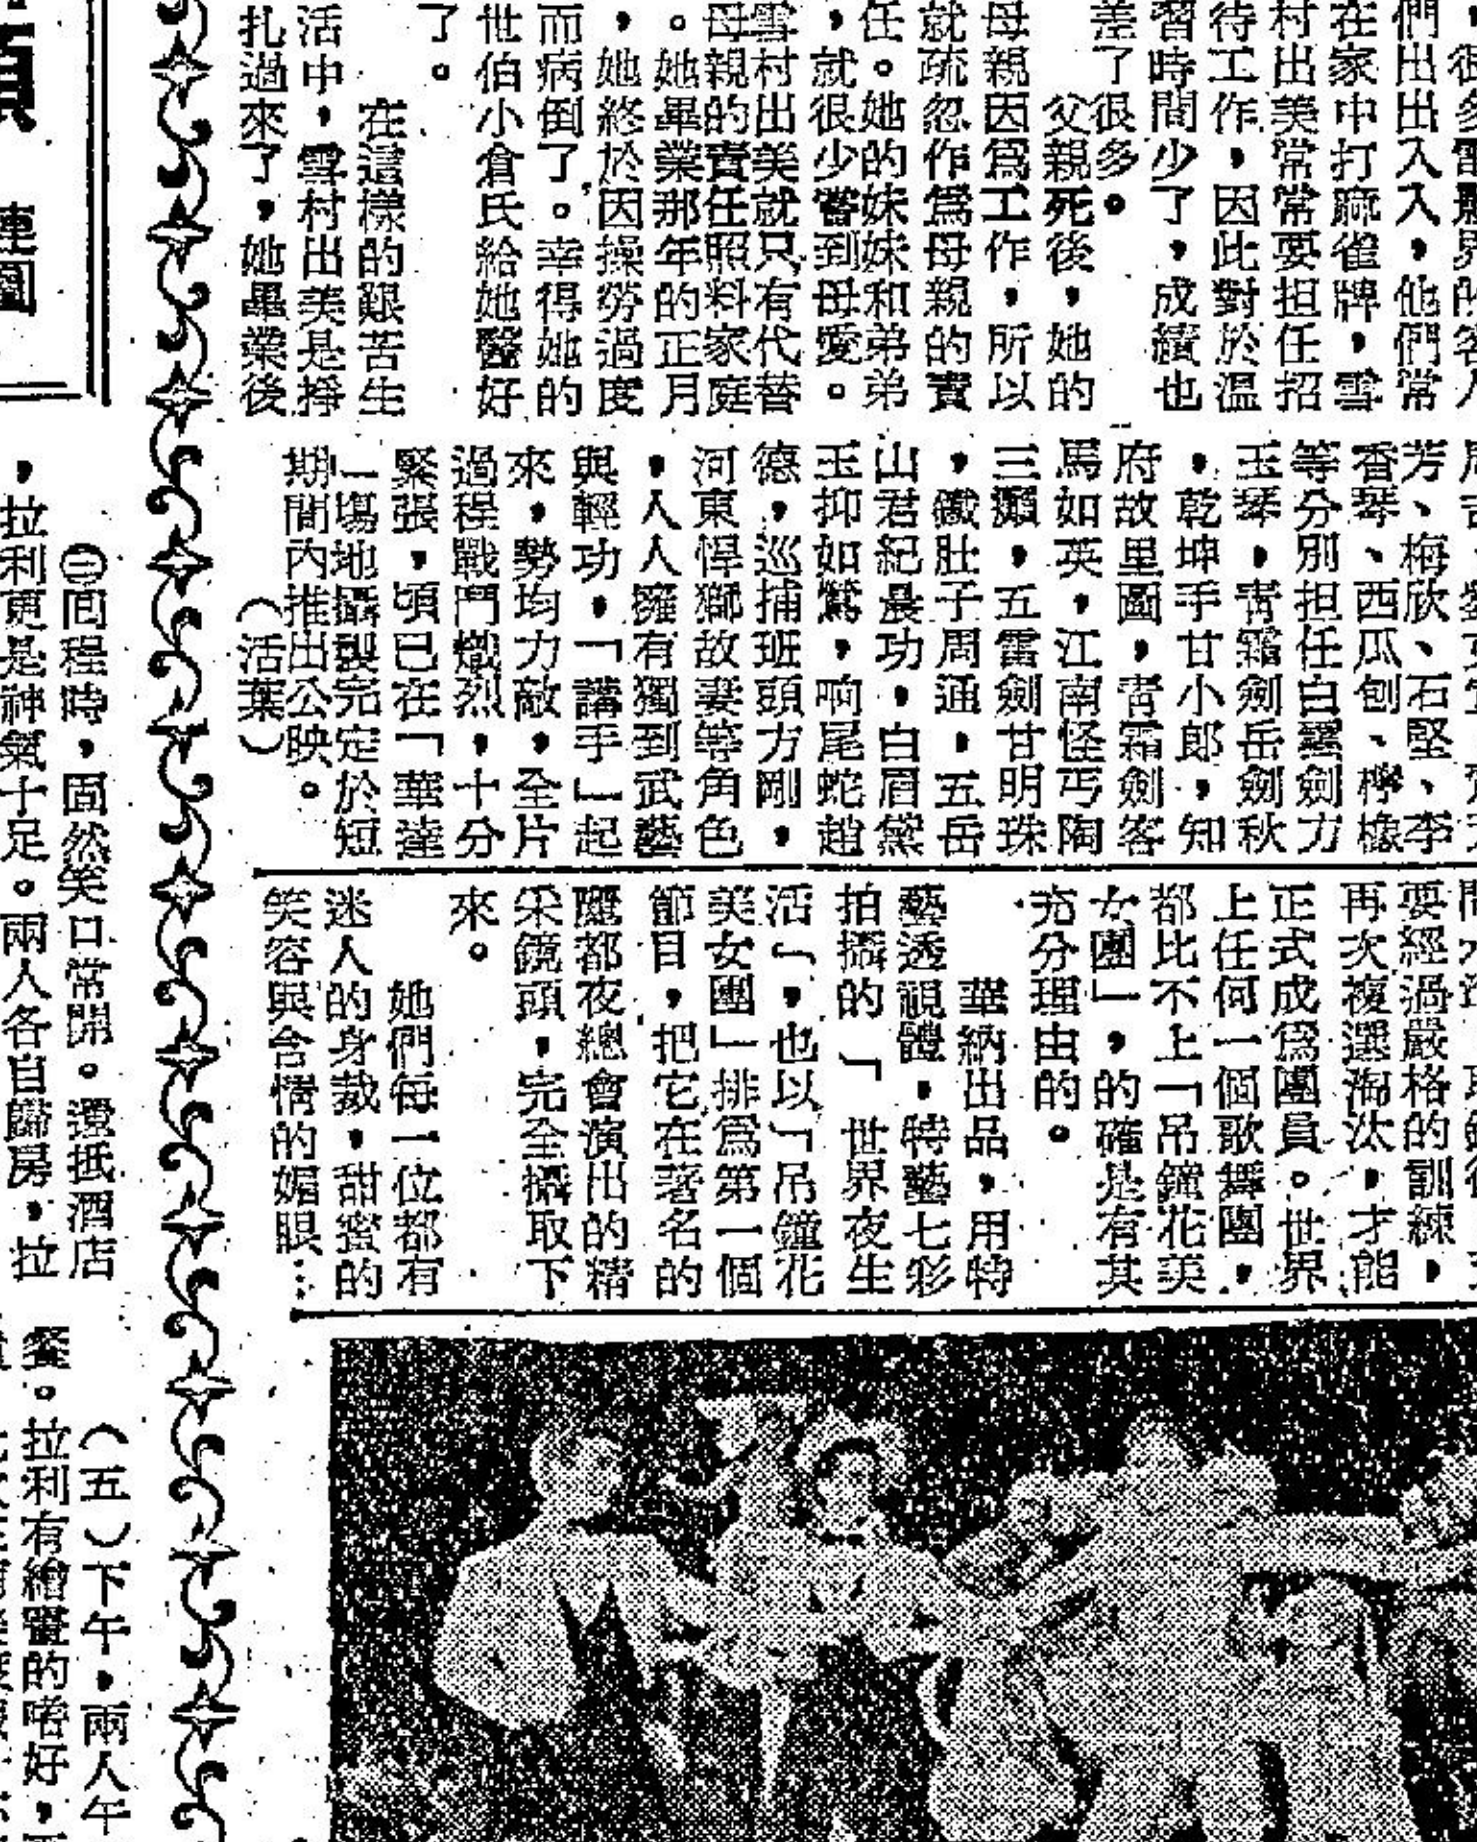 很多電影界的客人
們出出入入，他們常
在家中打麻雀牌，雪
村出美常常要担任招
待工作，因此對於溫
習時間少了，成績也
差了很多。
父親死後，她的
母親因爲工作，所以
就疏忽作爲母親的責
任。她的妹妹和弟弟
，就很少嘗到母愛。
雪村出美就只有代替
母親的責任照料家庭
。她畢業那年的正月
，她終於因操勞過度
而病倒了。幸得她的
世伯小倉氏給她醫好
了。
在這樣的艱苦生
活中，雪村出美是掙
扎過來了，她畢業後
芳、梅欣、石堅、李
香琴、西瓜刨、檸檬
等分別担任白霧劍方
玉琴，青霜劍岳劍秋
，乾坤手甘小郎，知
府故里圖，青霜劍客
馬如英，江南怪丐陶
三瀕，五雷劍甘明珠
，鐵肚子周通，五岳
山君紀晨功，白眉黛
玉抑如鶯，响尾蛇趙
德，巡捕班頭方剛，
河東悍獅故妻等角色
，人人擁有獨到武藝
與輕功，「講手」起
來，勢均力敵，全片
過程戰鬥熾烈，十分
緊張，頃已在「華達
一塲地攝製完定於短
期間內推出公映。
（活葉）
要經過嚴格的訓練，
再次複選淘汰，才能
正式成爲團員。世界
上任何一個歌舞團，
都比不上「吊鐘花美
女團」，的確是有其
充分理由的。
華納出品，用特
藝透視體，特藝七彩
拍攝的「世界夜生
活「，也以」吊鐘花
美女團」排爲第一個
節目，把它在著名的
麗都夜總會演出的精
采鏡頭，完全攝取下
來。
她們每一位都有
迷人的身裁，甜蜜的
笑容與含情的媚眼…
㊂囘程時，固然笑口常開。還抵酒店
，拉利更是神氣十足。兩人各自歸房，拉
（五）下午，兩人午
餐。拉利有繪畫的嗜好，